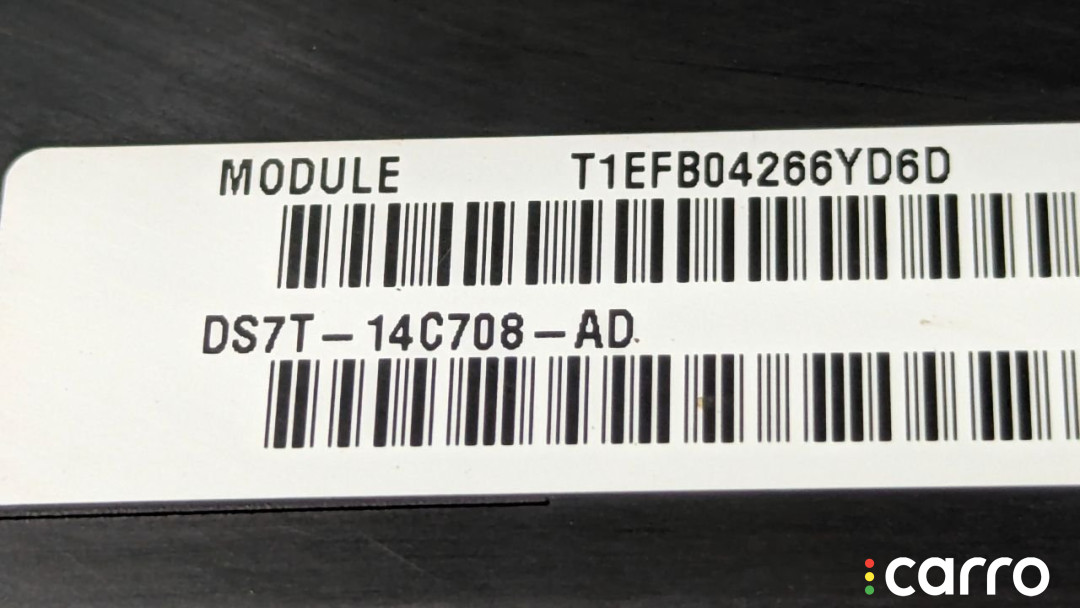 MODULE T1EFB04266YD6D
DS7T-14C708-AD
carro